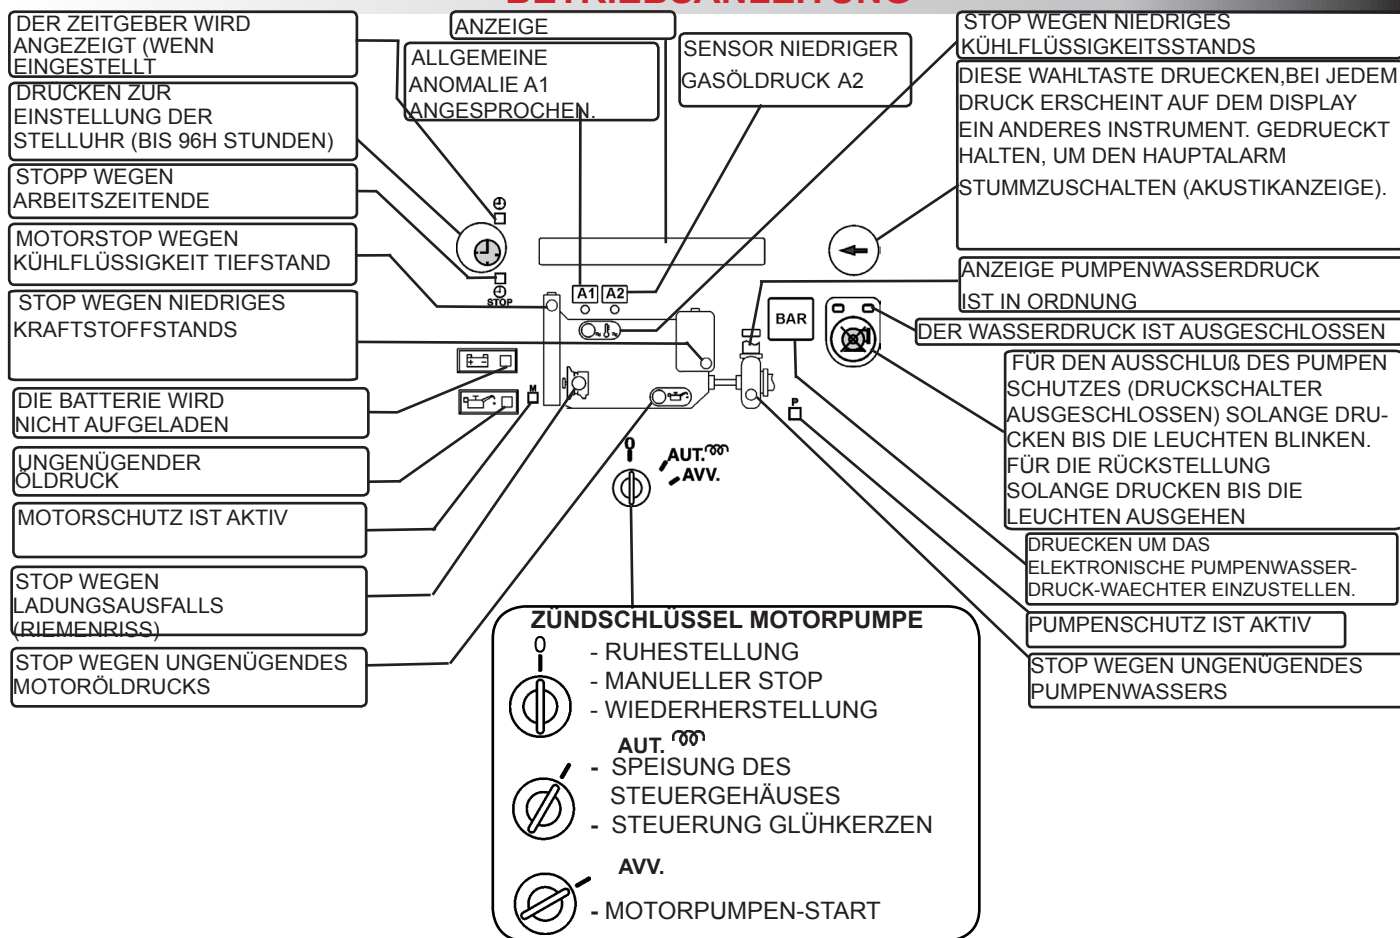 BETRIEBSANLEITUNG
DER ZEITGEBER WIRD
ANGEZEIGT (WENN
EINGESTELLT
DRÜCKEN ZUR
EINSTELLUNG DER
STELLUHR (BIS 96H STUNDEN)
STOPP WEGEN
ARBEITSZEITENDE
MOTORSTOP WEGEN
KÜHLFLÜSSIGKEIT TIEFSTAND
STOP WEGEN NIEDRIGES
KRAFTSTOFFSTANDS
DIE BATTERIE WIRD
NICHT AUFGELADEN
UNGENÜGENDER
ÖLDRUCK
MOTORSCHUTZ IST AKTIV
STOP WEGEN
LADUNGSAUSFALLS
(RIEMENRISS)
STOP WEGEN UNGENÜGENDES
MOTORÖLDRUCKS
ANZEIGE
ALLGEMEINE
ANOMALIE A1
ANGESPROCHEN.
SENSOR NIEDRIGER
GASÖLDRUCK A2
STOP
A1 A2
M
BAR
P
0
AUT.
AVV.
STOP WEGEN NIEDRIGES
KÜHLFLÜSSIGKEITSSTANDS
DIESE WAHLTASTE DRUECKEN,BEI JEDEM
DRUCK ERSCHEINT AUF DEM DISPLAY
EIN ANDERES INSTRUMENT. GEDRUECKT
HALTEN, UM DEN HAUPTALARM
STUMMZUSCHALTEN (AKUSTIKANZEIGE).
ANZEIGE PUMPENWASSERDRUCK
IST IN ORDNUNG
DER WASSERDRUCK IST AUSGESCHLOSSEN
FÜR DEN AUSSCHLUß DES PUMPEN
SCHUTZES (DRUCKSCHALTER
AUSGESCHLOSSEN) SOLANGE DRU-
CKEN BIS DIE LEUCHTEN BLINKEN.
FÜR DIE RÜCKSTELLUNG
SOLANGE DRUCKEN BIS DIE
LEUCHTEN AUSGEHEN
DRUECKEN UM DAS
ELEKTRONISCHE PUMPENWASSER-
DRUCK-WAECHTER EINZUSTELLEN.
PUMPENSCHUTZ IST AKTIV
STOP WEGEN UNGENÜGENDES
PUMPENWASSERS
ZÜNDSCHLÜSSEL MOTORPUMPE
0
- RUHESTELLUNG
- MANUELLER STOP
- WIEDERHERSTELLUNG
AUT.
- SPEISUNG DES
STEUERGEHÄUSES
- STEUERUNG GLÜHKERZEN
AVV.
- MOTORPUMPEN-START